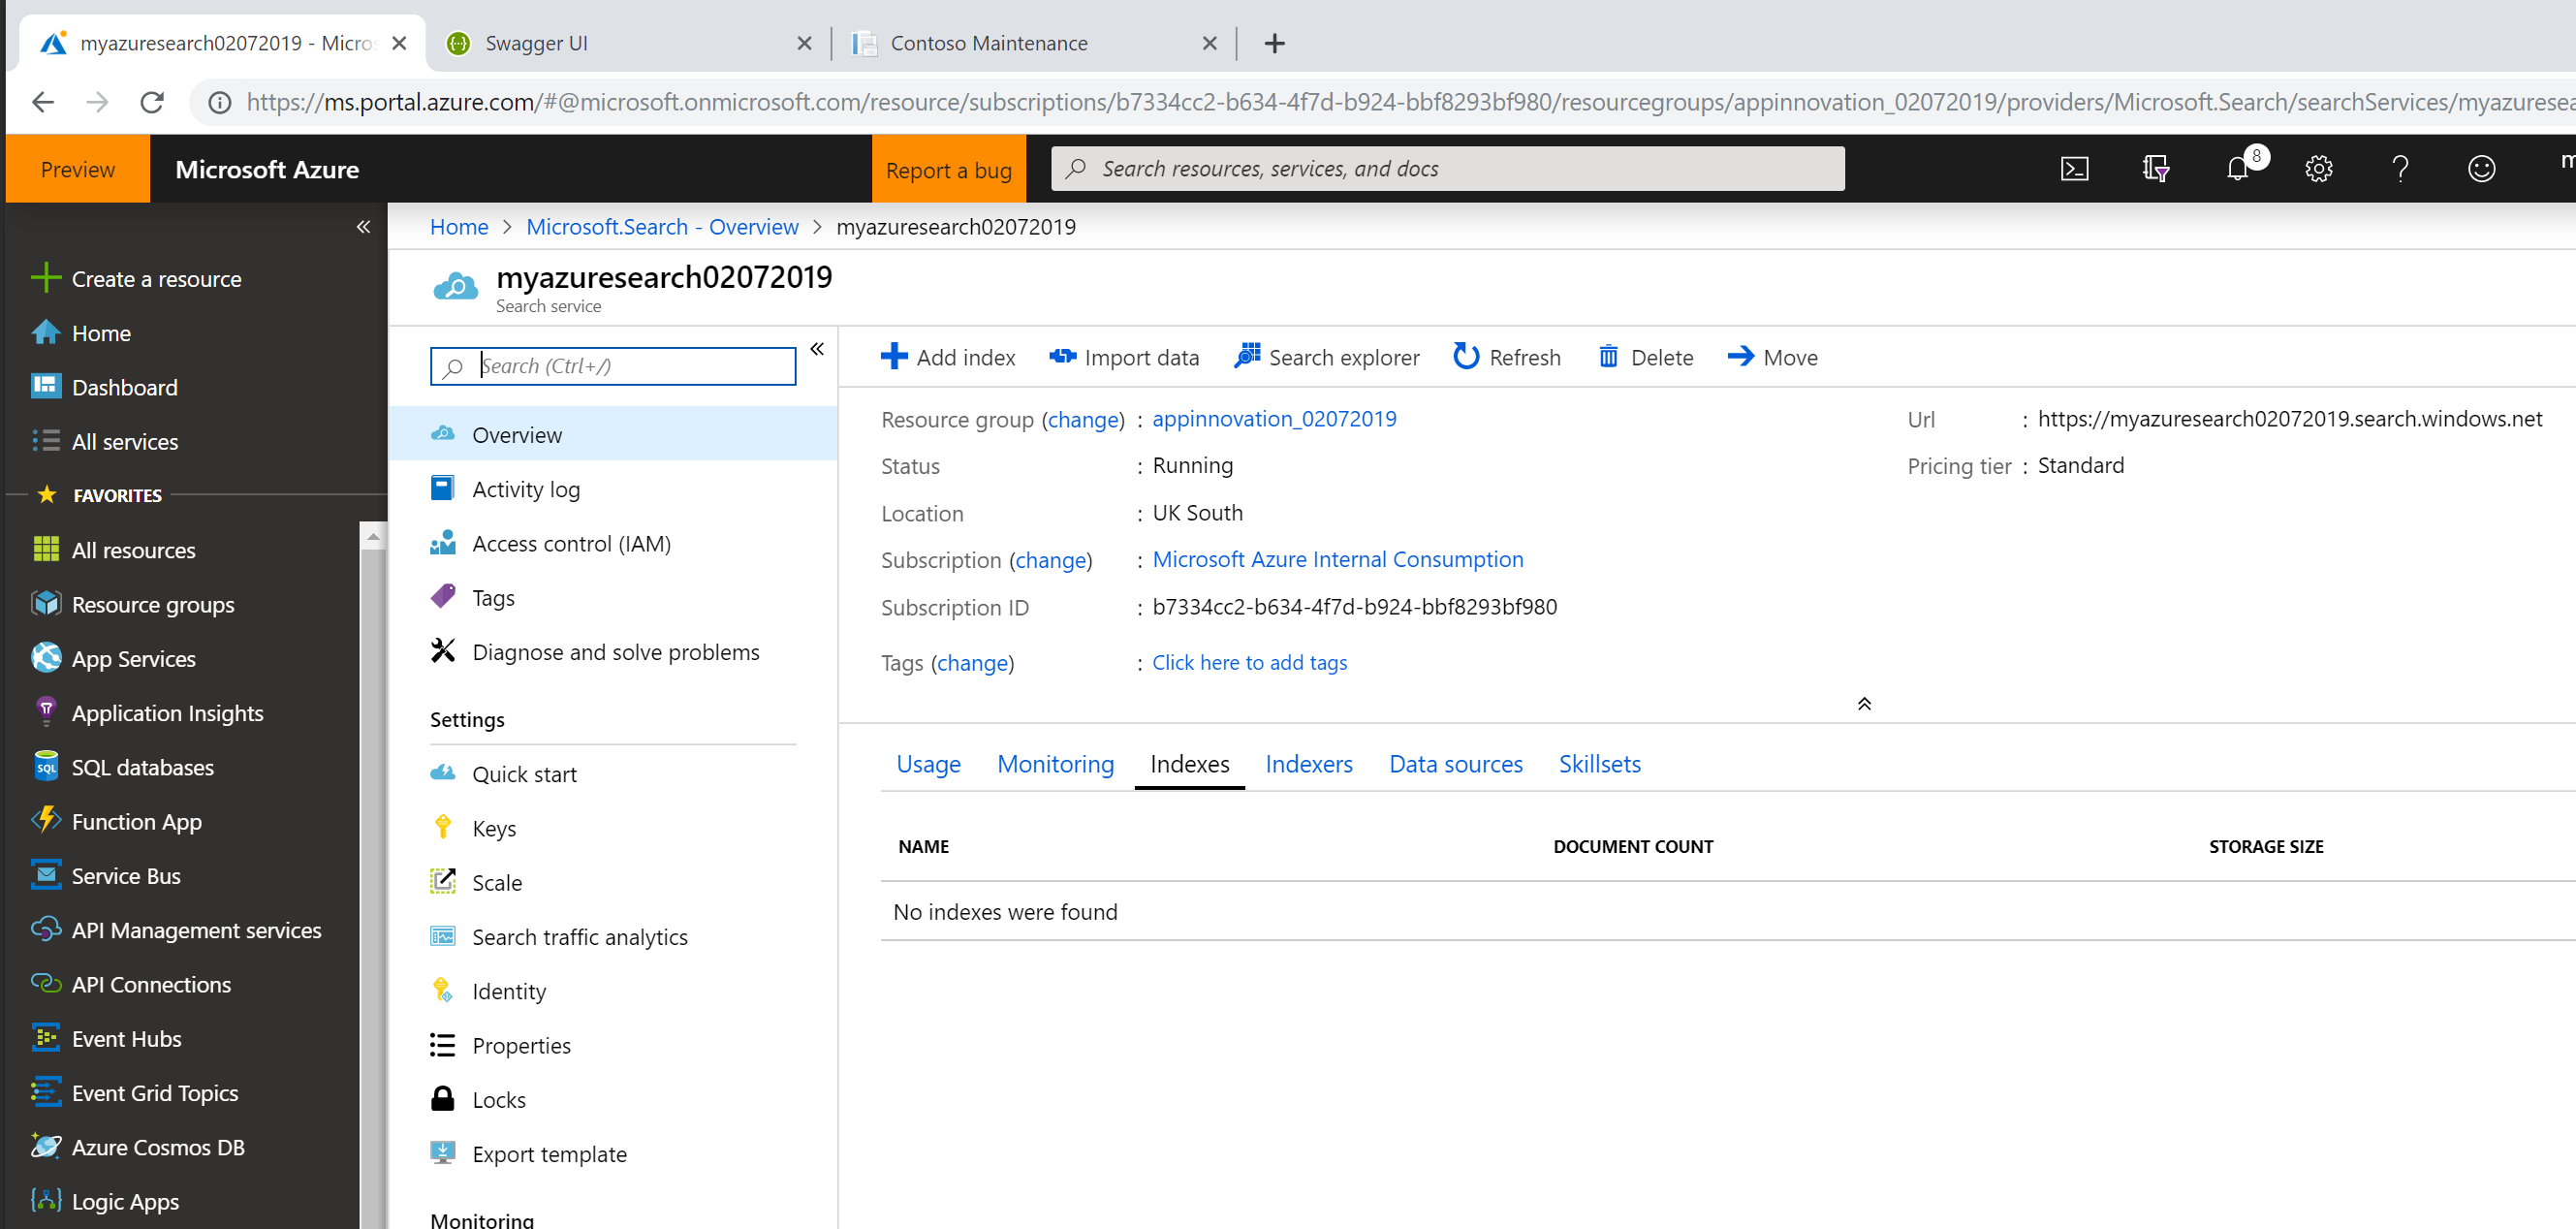 myazuresearch02072019 - Micros
Swagger UI
Contoso Maintenance
https://ms.portal.azure.com/#@microsoft.onmicrosoft.com/resource/subscriptions/b7334cc2-b634-4f7d-b924-bbf8293bf980/resourcegroups/appinnovation_02072019/providers/Microsoft.Search/searchServices/myazuresea
Preview
Microsoft Azure
Report a bug
Search resources, services, and docs
8
m
Home > Microsoft.Search - Overview > myazuresearch02072019
myazuresearch02072019
Search service
Create a resource
Home
Dashboard
All services
FAVORITES
All resources
Resource groups
App Services
Application Insights
SQL databases
Function App
Service Bus
API Management services
API Connections
Event Hubs
Event Grid Topics
Azure Cosmos DB
Logic Apps
Search (Ctrl+/)
Overview
Activity log
Access control (IAM)
Tags
Diagnose and solve problems
Settings
Quick start
Keys
Scale
Search traffic analytics
Identity
Properties
Locks
Export template
Monitoring
Add index
Import data
Search explorer
Refresh
Delete
Move
Resource group (change) : appinnovation_02072019
Status : Running
Location : UK South
Subscription (change) : Microsoft Azure Internal Consumption
Subscription ID : b7334cc2-b634-4f7d-b924-bbf8293bf980
Tags (change) : Click here to add tags
Url : https://myazuresearch02072019.search.windows.net
Pricing tier : Standard
Usage Monitoring Indexes Indexers Data sources Skillsets
NAME DOCUMENT COUNT STORAGE SIZE
No indexes were found